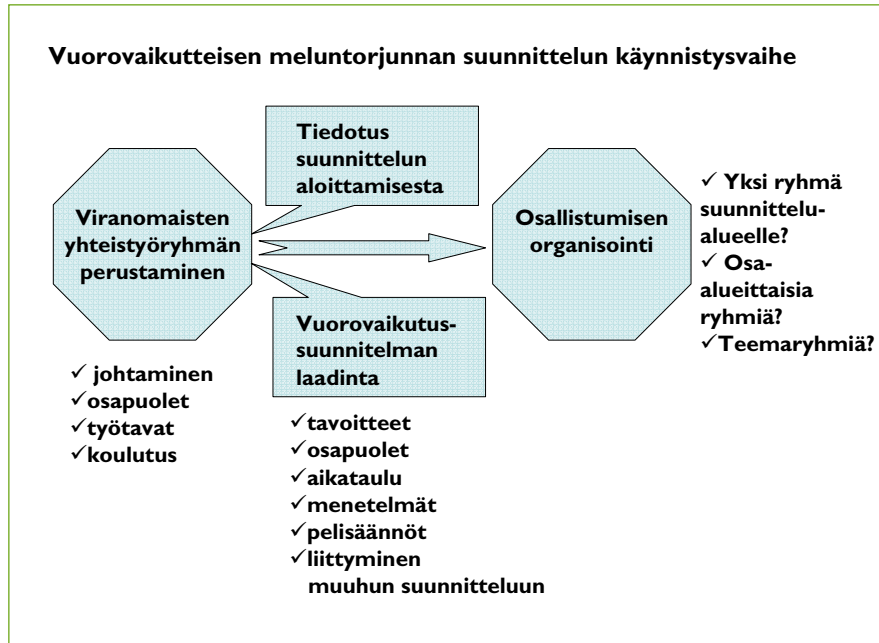 Vuorovaikutteisen meluntorjunnan suunnittelun käynnistysvaihe
Viranomaisten
yhteistyöryhmän
perustaminen
✓ johtaminen
✓ osapuolet
✓ työtavat
✓ koulutus
Tiedotus
suunnittelun
aloittamisesta
Vuorovaikutus-
suunnitelman
laadinta
✓ tavoitteet
✓ osapuolet
✓ aikataulu
✓ menetelmät
✓ pelisäännöt
✓ liittyminen
muuhun suunnitteluun
Osallistumisen
organisointi
✓ Yksi ryhmä
suunnittelu-
alueelle?
✓ Osa-
alueittaisia
ryhmiä?
✓Teemaryhmiä?